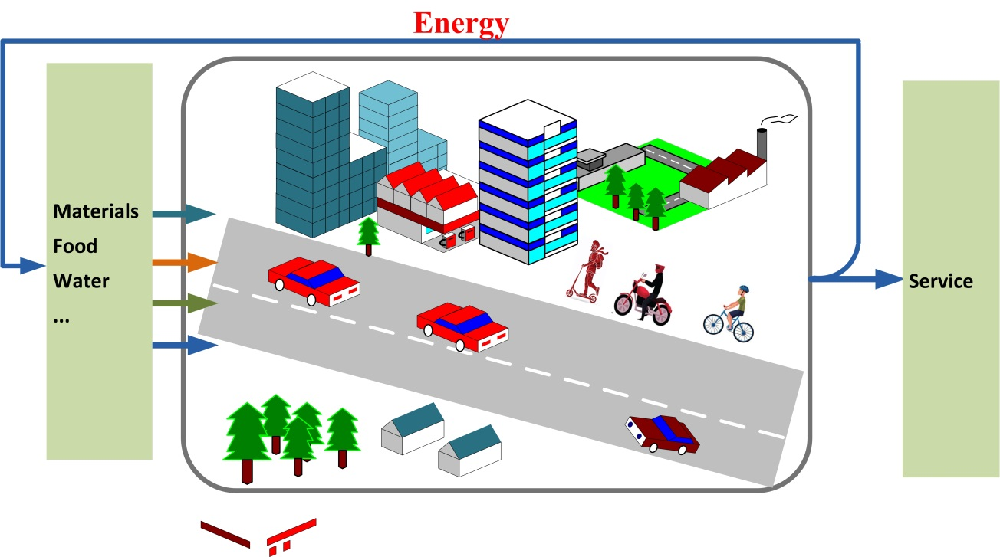 Energy
Materials
Food
Water
...
Service